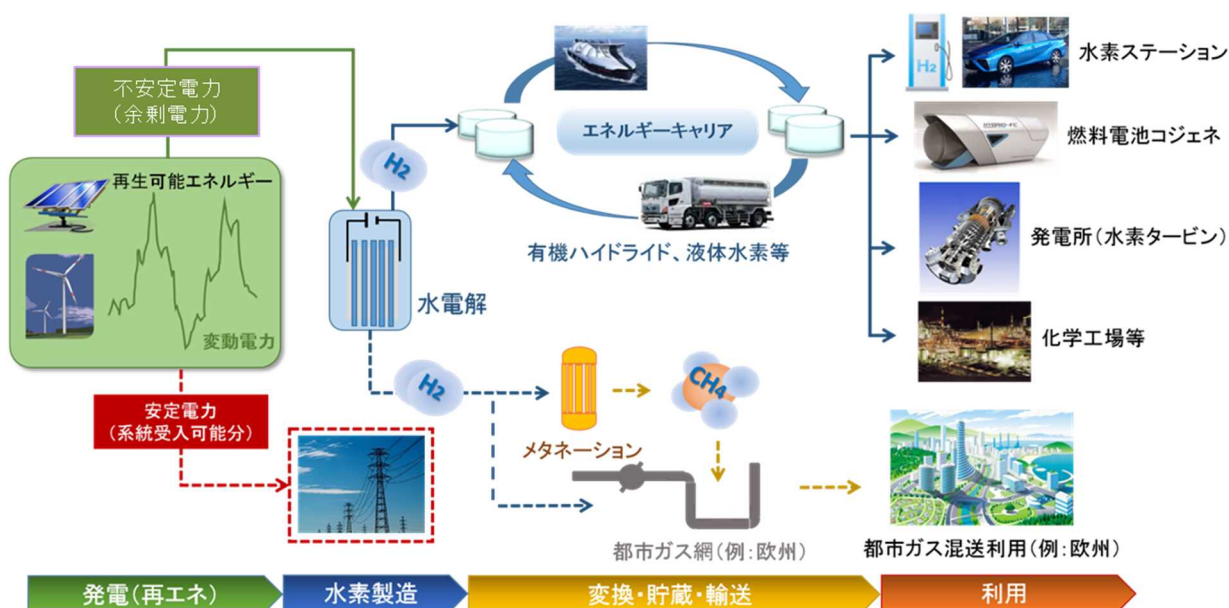 不安定電力
(余剰電力)
再生可能エネルギー
変動電力
安定電力
(系統受入可能分)
H2
水電解
H2
エネルギーキャリア
有機ハイドライド、液体水素等
メタネーション
CH4
都市ガス網(例:欧州)
H2
水素ステーション
HYBRID-FC
燃料電池コジェネ
発電所(水素タービン)
化学工場等
都市ガス混送利用(例:欧州)
発電(再エネ)
水素製造
変換・貯蔵・輸送
利用